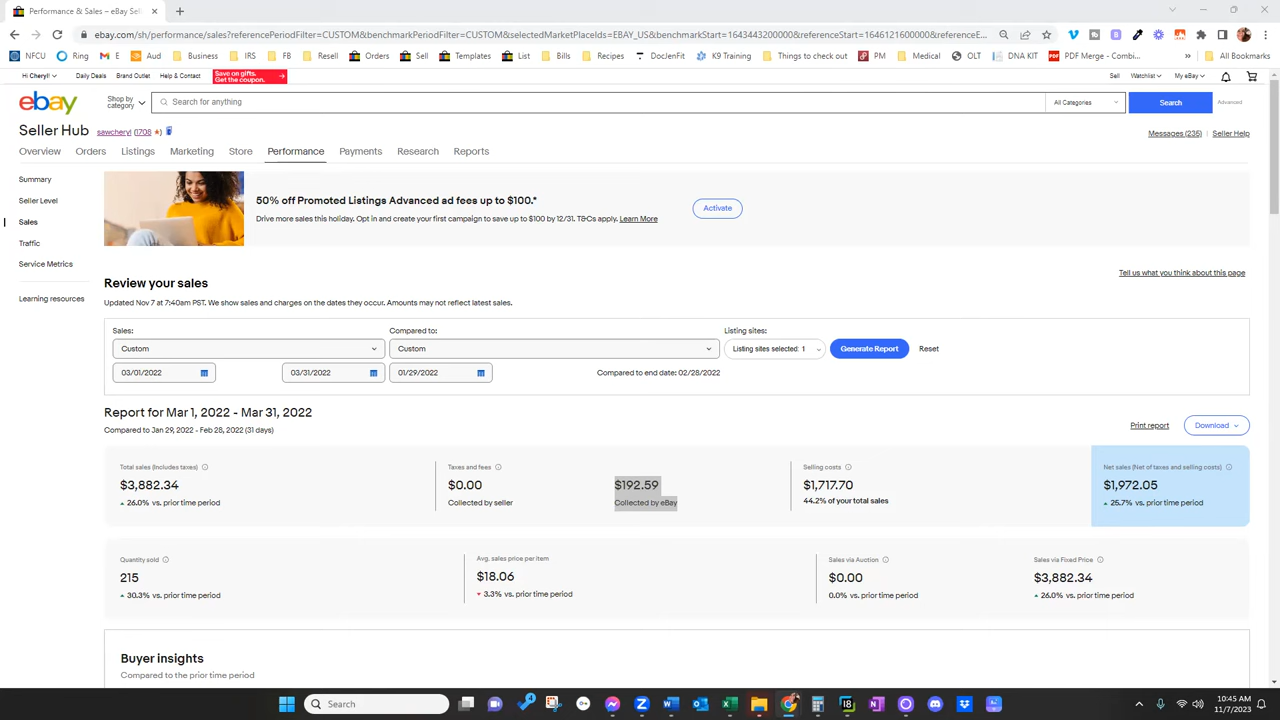 Performance & Sales – eBay Sell
ebay.com/sh/performance/sales?referencePeriodFilter=CUSTOM&benchmarkPeriodFilter=CUSTOM&selectedMarketPlaceIds=EBAY_US&benchmarkStart=1643443200000&referenceStart=1646121600000&referenceE...
NFCU Ring E Aud Business IRS FB Resell Orders Sell Templates List Bills Recipes DocJenFit K9 Training Things to check out PM Medical OLT DNA KIT PDF Merge - Combin... » All Bookmarks
Hi Cheryl! Daily Deals Brand Outlet Help & Contact Save on gifts. Get the coupon. Sell Watchlist My eBay
ebay Shop by category Search for anything All Categories Search Advanced
Seller Hub sawcheryl (1708) Messages (235) | Seller Help
Overview Orders Listings Marketing Store Performance Payments Research Reports
Summary
Seller Level
Sales
Traffic
Service Metrics
Learning resources
50% off Promoted Listings Advanced ad fees up to $100.*
Drive more sales this holiday. Opt in and create your first campaign to save up to $100 by 12/31. T&Cs apply. Learn More
Activate
Tell us what you think about this page
Review your sales
Updated Nov 7 at 7:40am PST. We show sales and charges on the dates they occur. Amounts may not reflect latest sales.
Sales: Compared to: Listing sites:
Custom Custom Listing sites selected: 1 Generate Report Reset
03/01/2022 03/31/2022 01/29/2022 Compared to end date: 02/28/2022
Report for Mar 1, 2022 - Mar 31, 2022
Compared to Jan 29, 2022 - Feb 28, 2022 (31 days)
Print report Download
Total sales (Includes taxes) Taxes and fees Selling costs Net sales (Net of taxes and selling costs)
$3,882.34 $0.00 $192.59 $1,717.70 $1,972.05
26.0% vs. prior time period Collected by seller Collected by eBay 44.2% of your total sales 25.7% vs. prior time period
Quantity sold Avg. sales price per item Sales via Auction Sales via Fixed Price
215 $18.06 $0.00 $3,882.34
30.3% vs. prior time period 3.3% vs. prior time period 0.0% vs. prior time period 26.0% vs. prior time period
Buyer insights
Compared to the prior time period
Search
10:45 AM
11/7/2023